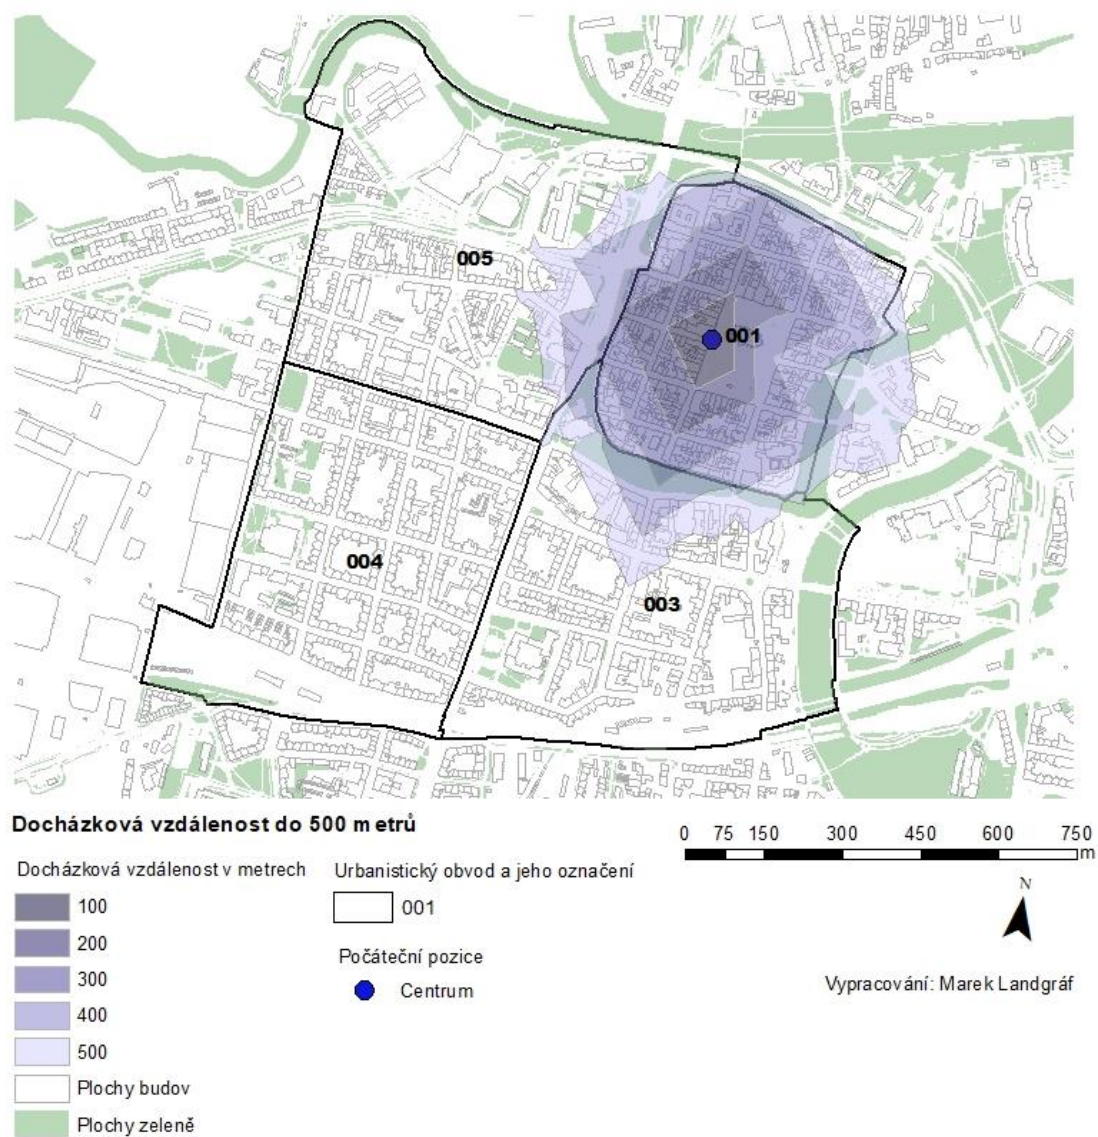 005
001
004
003
Docházková vzdálenost do 500 metrů
0 75 150 300 450 600 750
m
Docházková vzdálenost v metrech
100
200
300
400
500
Plochy budov
Plochy zeleně
Urbanistický obvod a jeho označení
001
Počáteční pozice
Centrum
N
Vypracování: Marek Landgráf